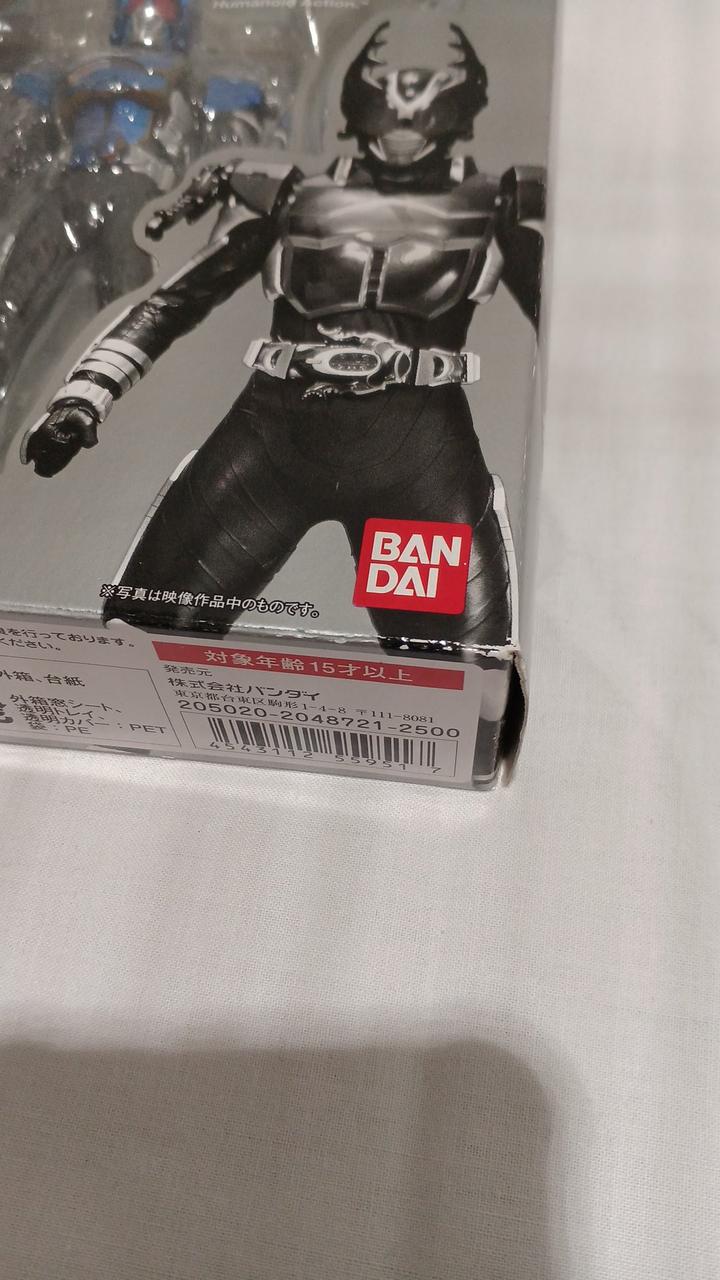 Humanoid Action.
BAN
DAI
※写真は映像作品中のものです。
を行っております。
ください。
対象年齢15才以上
発売元
株式会社バンダイ
東京都台東区駒形1-4-8 〒111-8081
205020-2048721-2500
4543112 559517
外箱、台紙
外箱窓シート、
透明トレイ、
透明カバー：PET
袋：PE